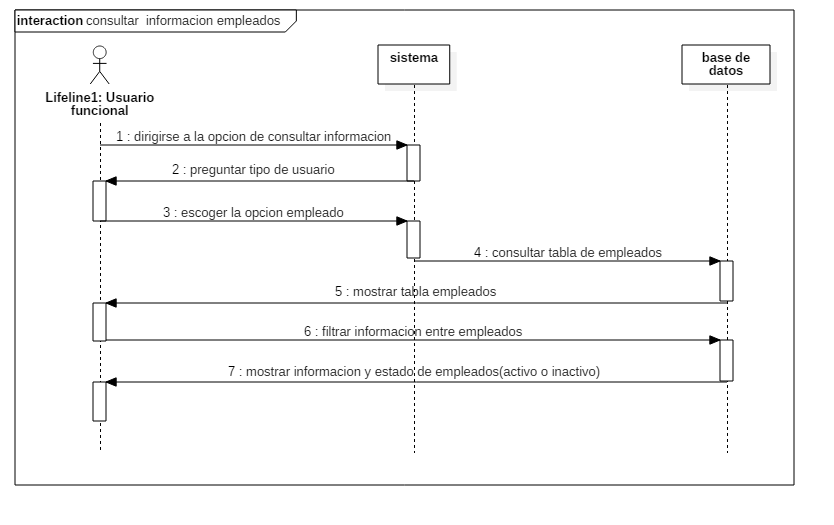 interaction consultar informacion empleados
sistema
base de
datos
Lifeline1: Usuario
funcional
1 : dirigirse a la opcion de consultar informacion
2 : preguntar tipo de usuario
3 : escoger la opcion empleado
4 : consultar tabla de empleados
5 : mostrar tabla empleados
6 : filtrar informacion entre empleados
7 : mostrar informacion y estado de empleados(activo o inactivo)